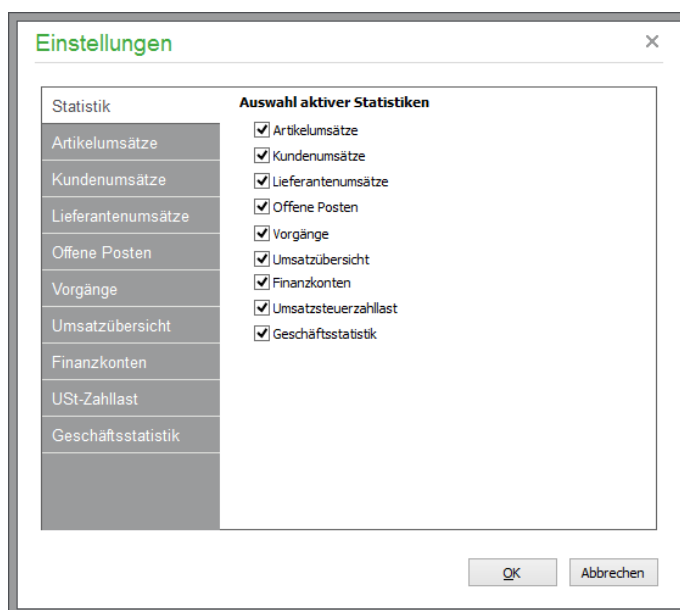 Einstellungen
Statistik
Artikelumsätze
Kundenumsätze
Lieferantenumsätze
Offene Posten
Vorgänge
Umsatzübersicht
Finanzkonten
USt-Zahllast
Geschäftsstatistik
Auswahl aktiver Statistiken
Artikelumsätze
Kundenumsätze
Lieferantenumsätze
Offene Posten
Vorgänge
Umsatzübersicht
Finanzkonten
Umsatzsteuerzahllast
Geschäftsstatistik
OK
Abbrechen